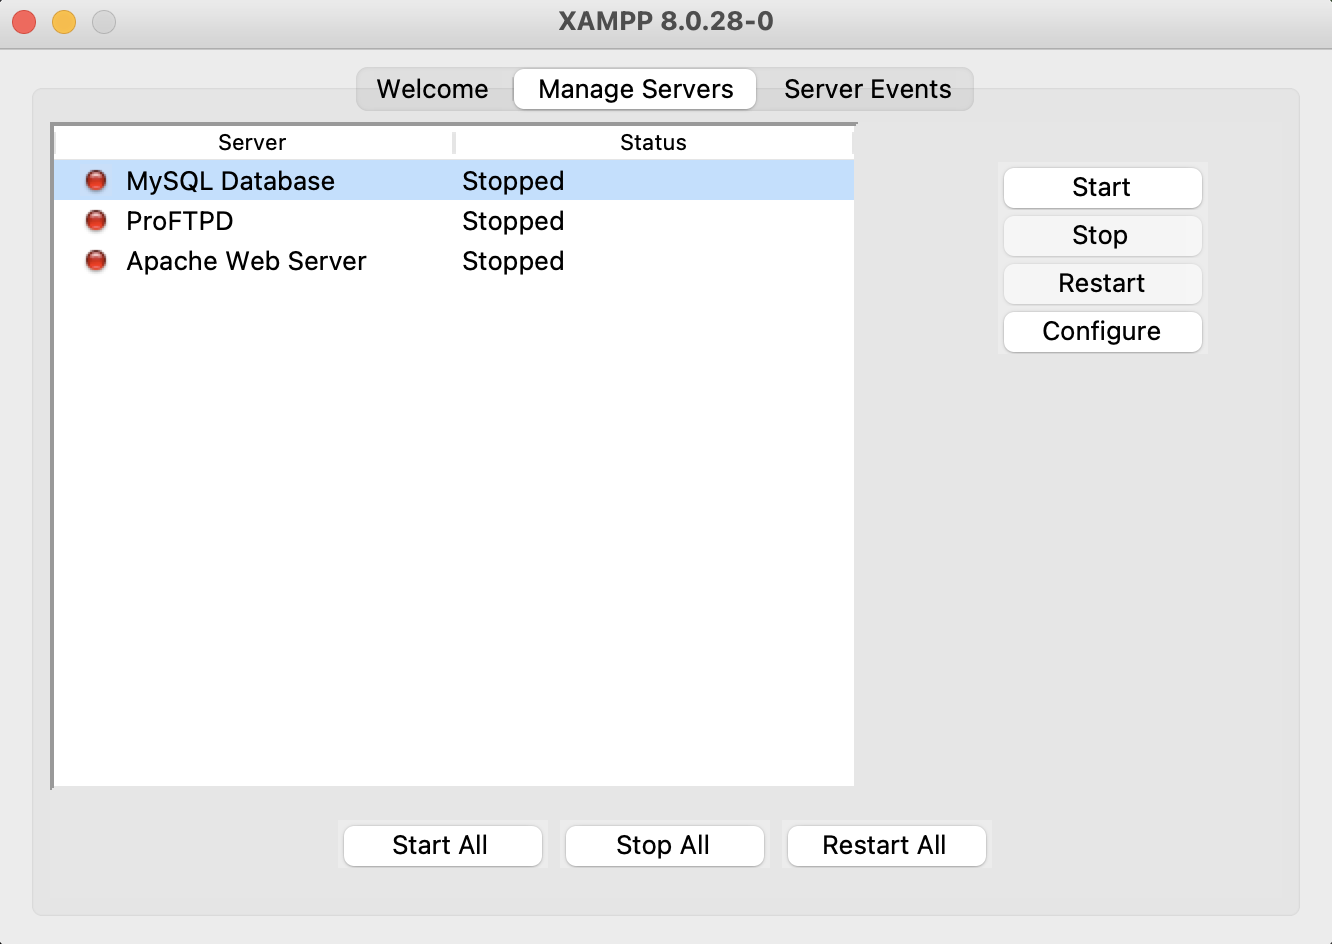 XAMPP 8.0.28-0
Welcome Manage Servers Server Events
Server Status
MySQL Database Stopped
ProFTPD Stopped
Apache Web Server Stopped
Start
Stop
Restart
Configure
Start All Stop All Restart All